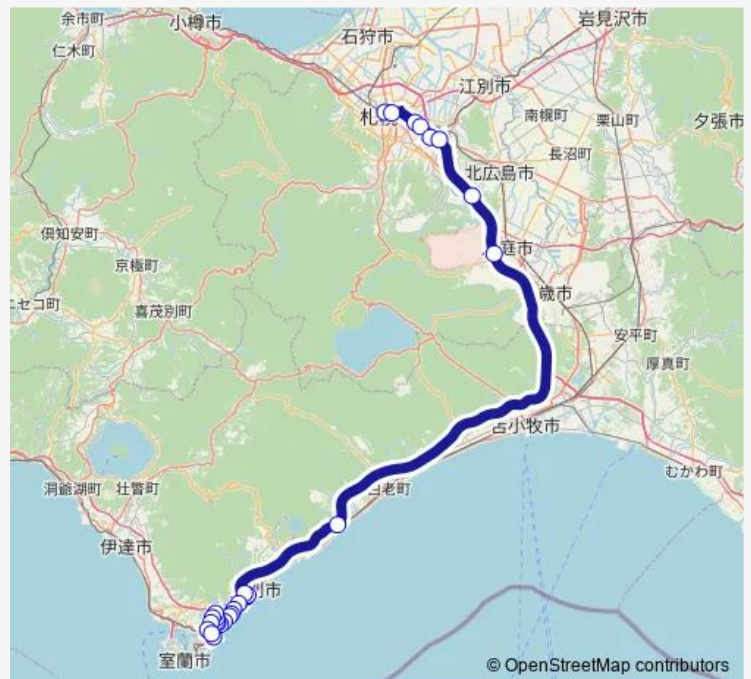 余市町
小樽市
石狩市
岩見沢市
仁木町
江別市
札幌
南幌町
栗山町
夕張市
長沼町
北広島市
倶知安町
庭市
京極町
歳市
ニセコ町
喜茂別町
安平町
厚真町
苫小牧市
むかわ町
洞爺湖町
壮瞥町
白老町
伊達市
別市
室蘭市
© OpenStreetMap contributors